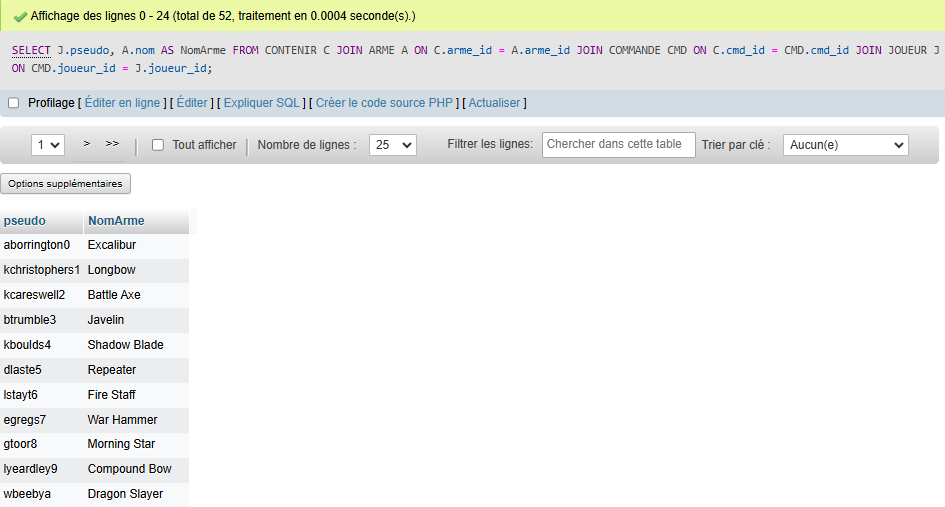 Affichage des lignes 0 - 24 (total de 52, traitement en 0.0004 seconde(s).)
SELECT J.pseudo, A.nom AS NomArme FROM CONTENIR C JOIN ARME A ON C.arme_id = A.arme_id JOIN COMMANDE CMD ON C.cmd_id = CMD.cmd_id JOIN JOUEUR J
ON CMD.joueur_id = J.joueur_id;
Profilage [ Éditer en ligne ] [ Éditer ] [ Expliquer SQL ] [ Créer le code source PHP ] [ Actualiser ]
1 > >> Tout afficher Nombre de lignes : 25 Filtrer les lignes: Chercher dans cette table Trier par clé : Aucun(e)
Options supplémentaires
pseudo NomArme
aborrington0 Excalibur
kchristophers1 Longbow
kcareswell2 Battle Axe
btrumble3 Javelin
kboulds4 Shadow Blade
dlaste5 Repeater
lstayt6 Fire Staff
egregs7 War Hammer
gtoor8 Morning Star
lyeardley9 Compound Bow
wbeebya Dragon Slayer